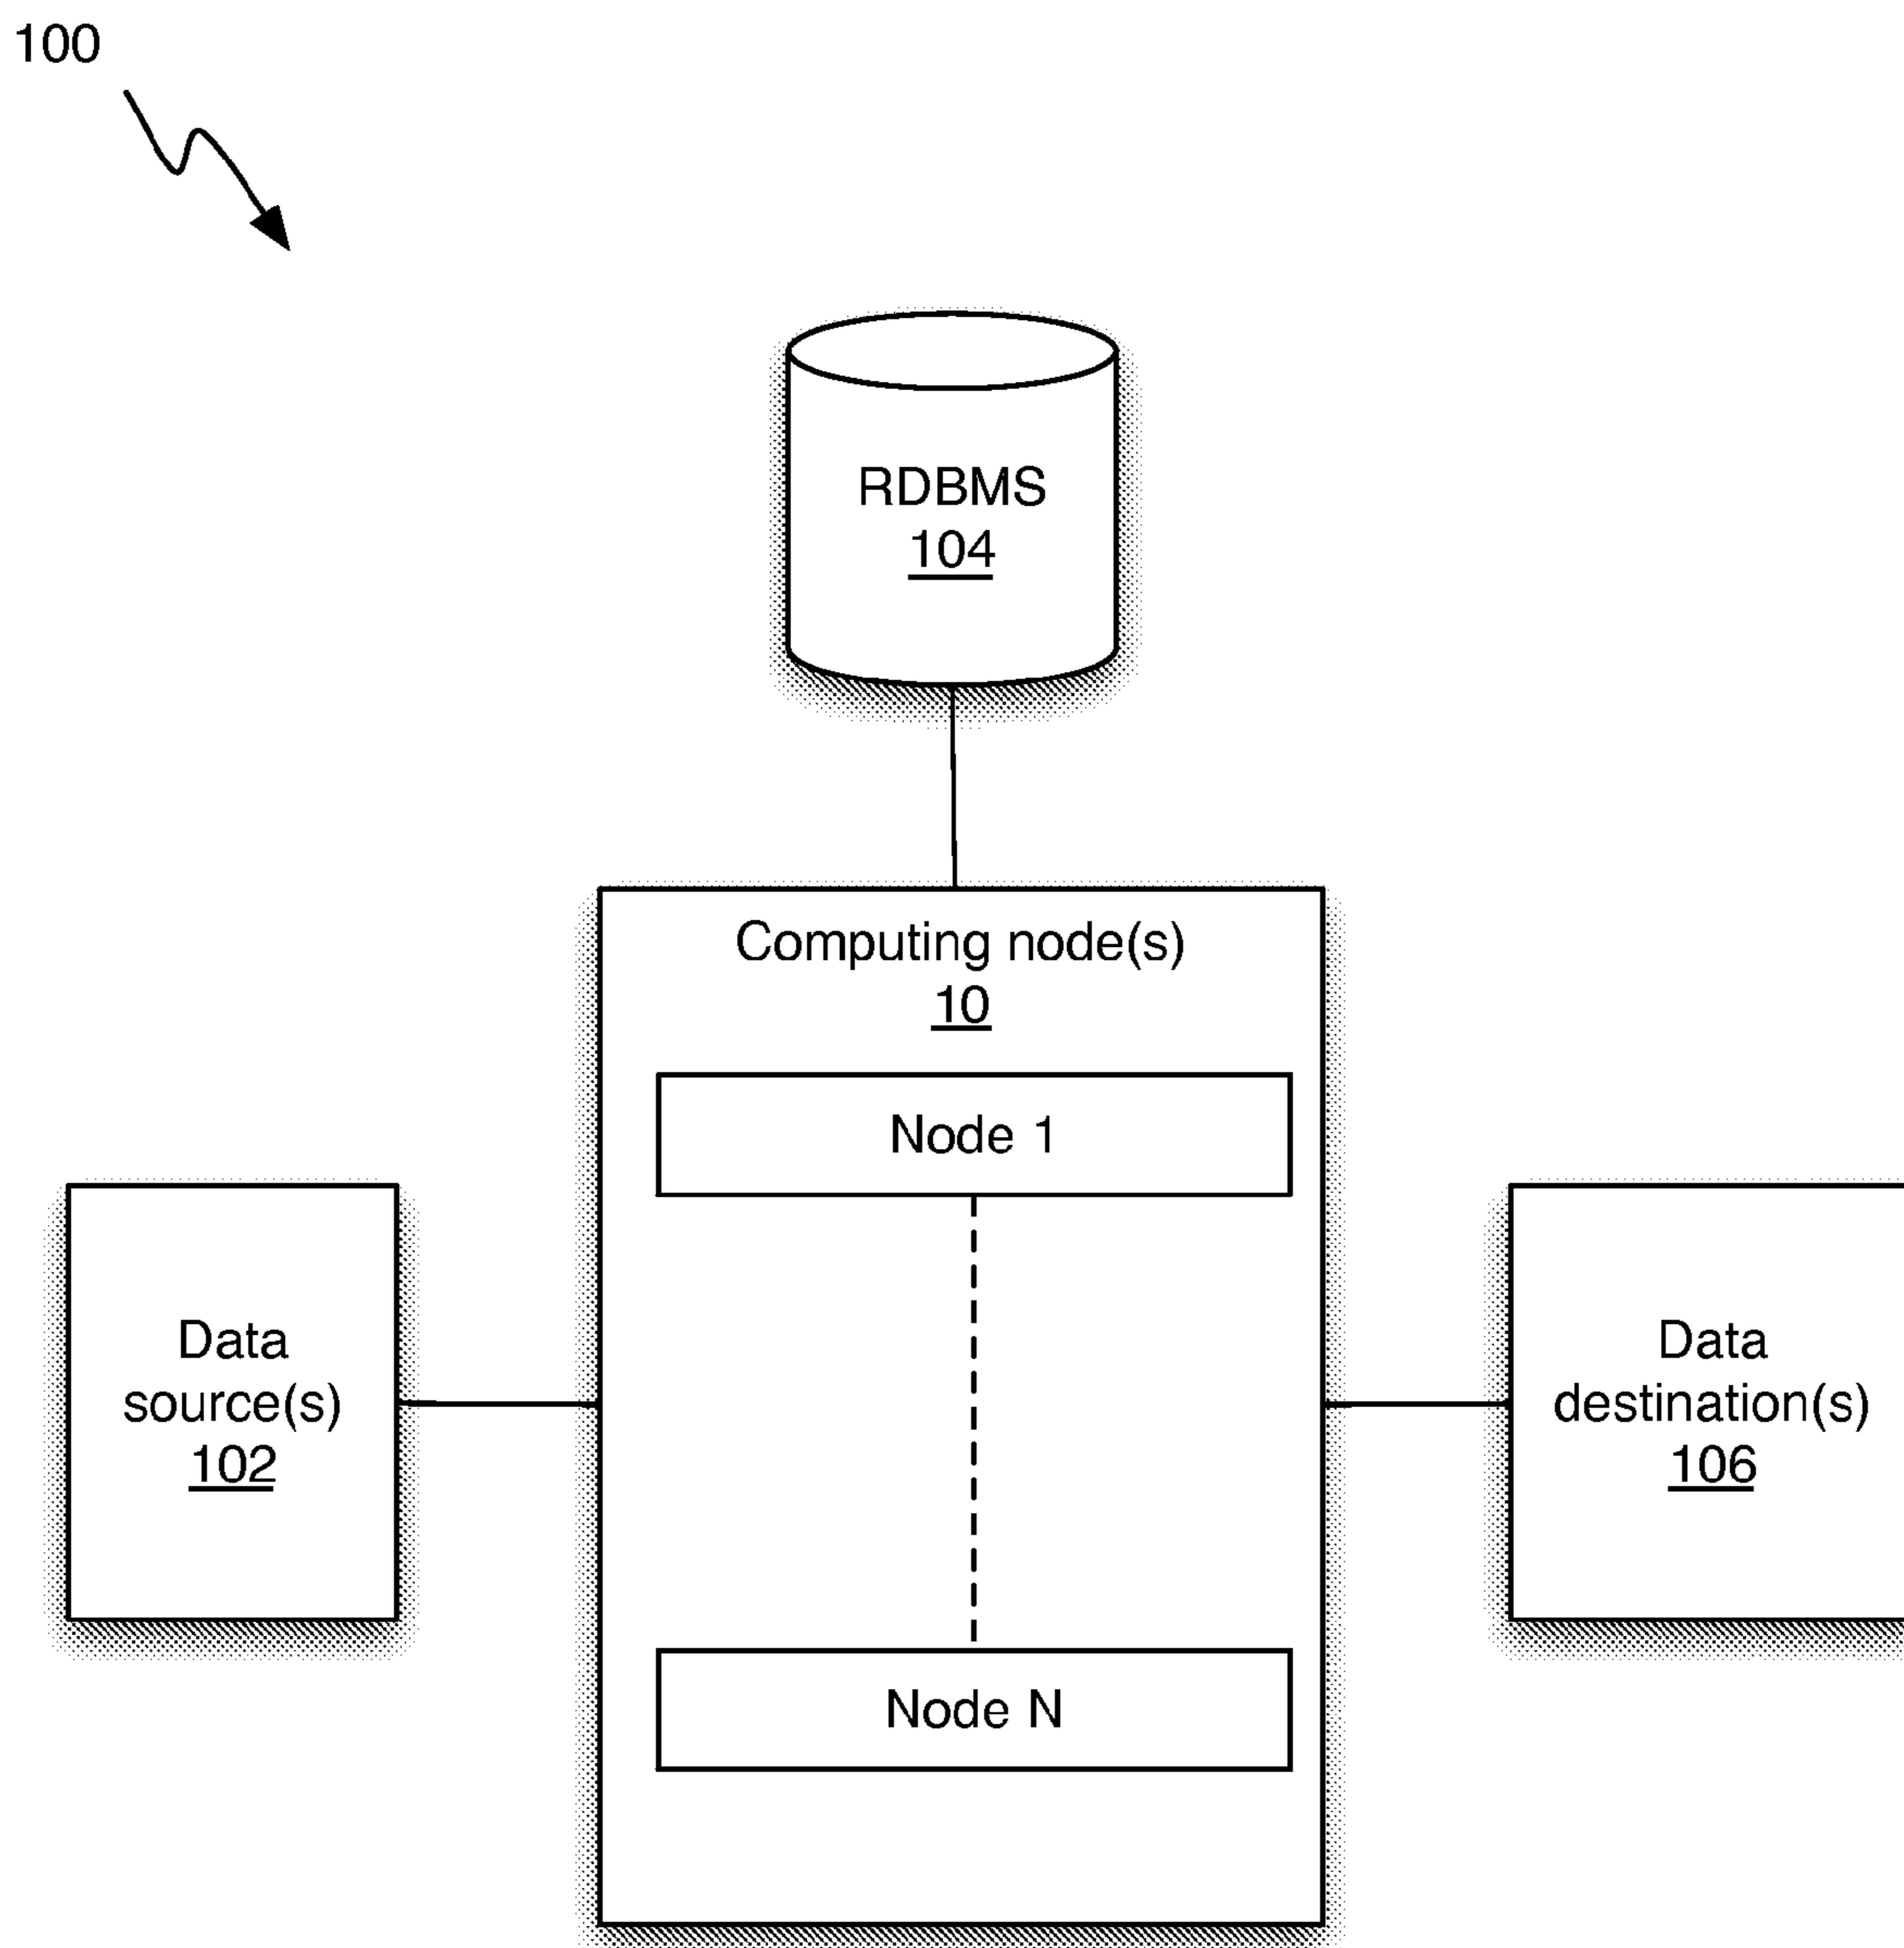 100
RDBMS
104
Computing node(s)
10
Node 1
Data
source(s)
102
Data
destination(s)
106
Node N